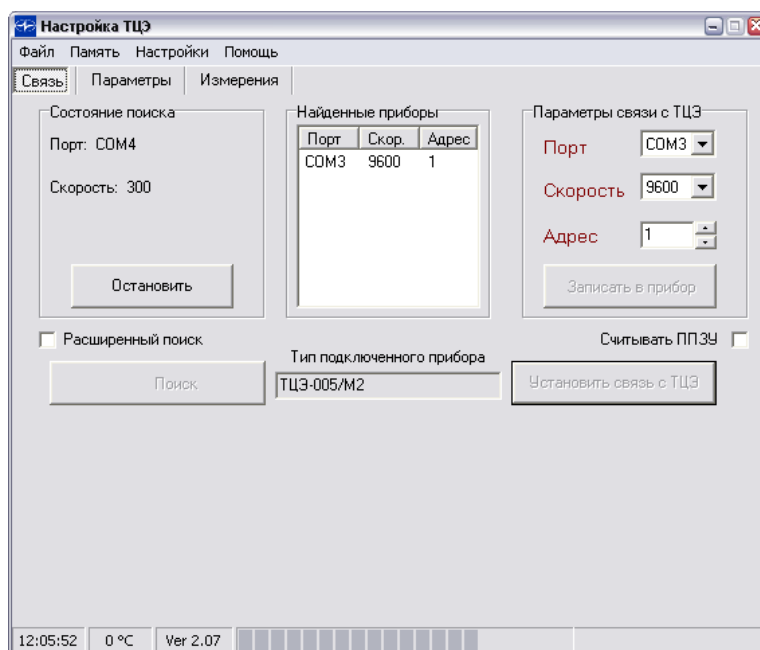 Настройка ТЦЭ
Файл Память Настройки Помощь
Связь Параметры Измерения
Состояние поиска
Порт: COM4
Скорость: 300
Остановить
Найденные приборы
Порт Скор. Адрес
COM3 9600 1
Параметры связи с ТЦЭ
Порт COM3
Скорость 9600
Адрес 1
Записать в прибор
Расширенный поиск
Считывать ППЗУ
Тип подключенного прибора
Поиск
ТЦЭ-005/М2
Установить связь с ТЦЭ
12:05:52 0 ºC Ver 2.07